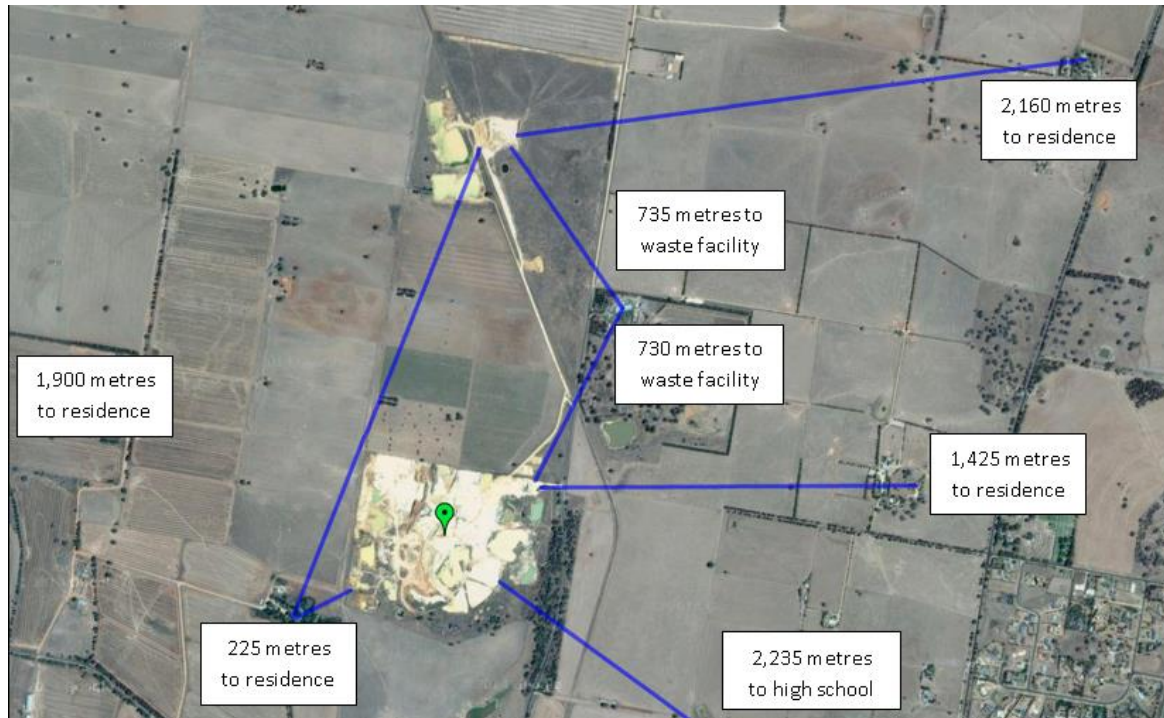 2,160 metres
to residence
735 metres to
waste facility
730 metres to
waste facility
1,900 metres
to residence
1,425 metres
to residence
225 metres
to residence
2,235 metres
to high school